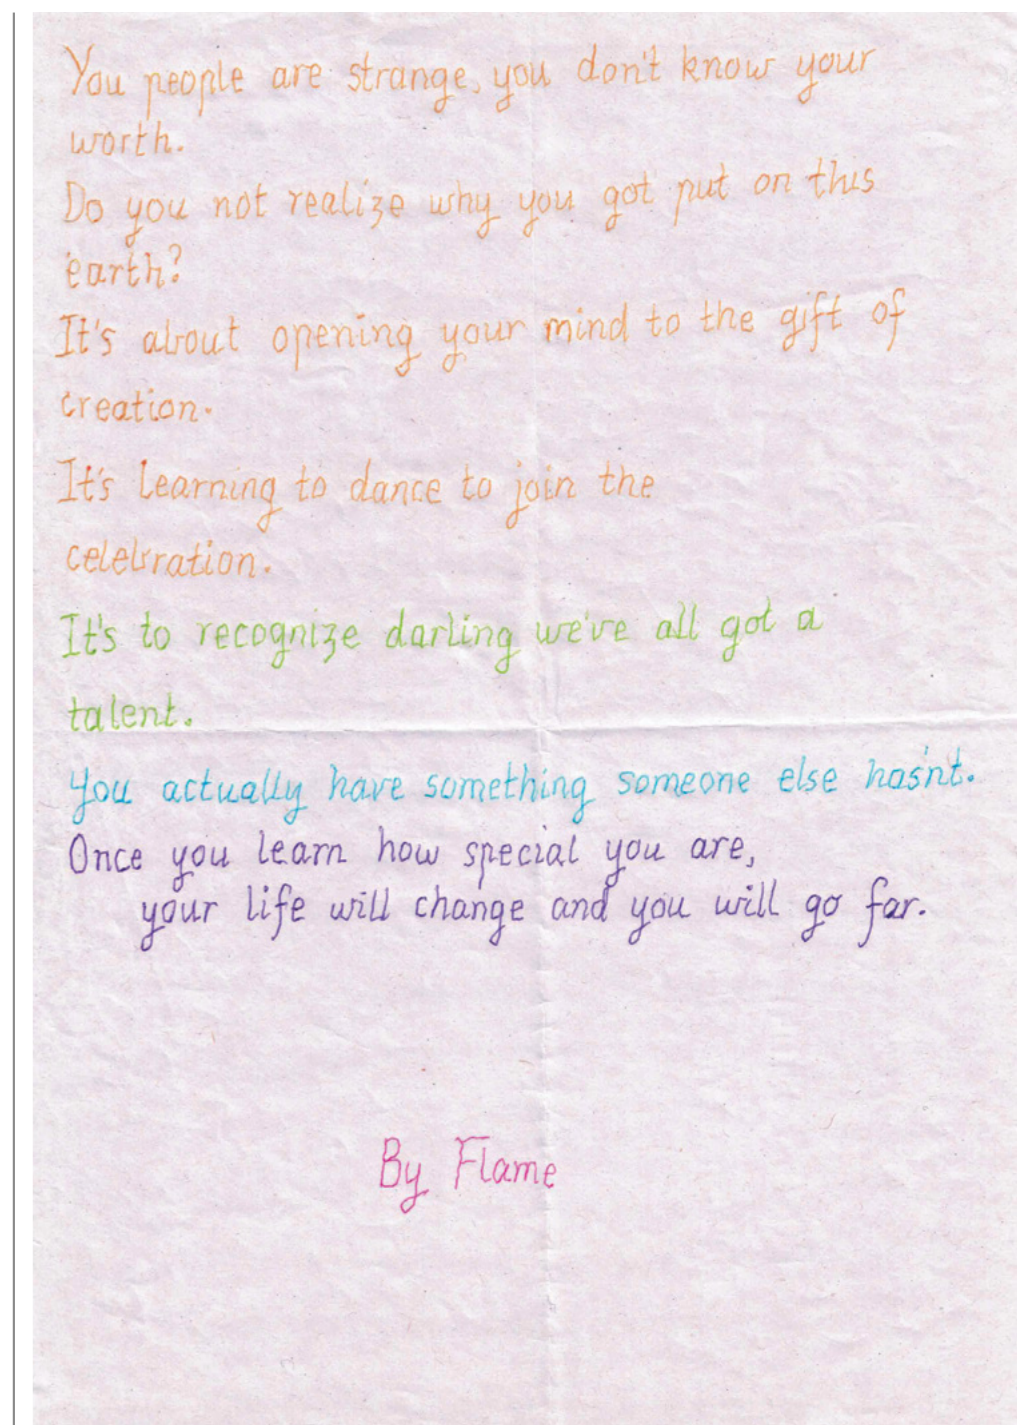 You people are strange, you don't know your
worth.
Do you not realize why you got put on this
earth?
It's about opening your mind to the gift of
creation.
It's learning to dance to join the
celebration.
It's to recognize darling we've all got a
talent.
You actually have something someone else has'nt.
Once you learn how special you are,
your life will change and you will go far.
By Flame